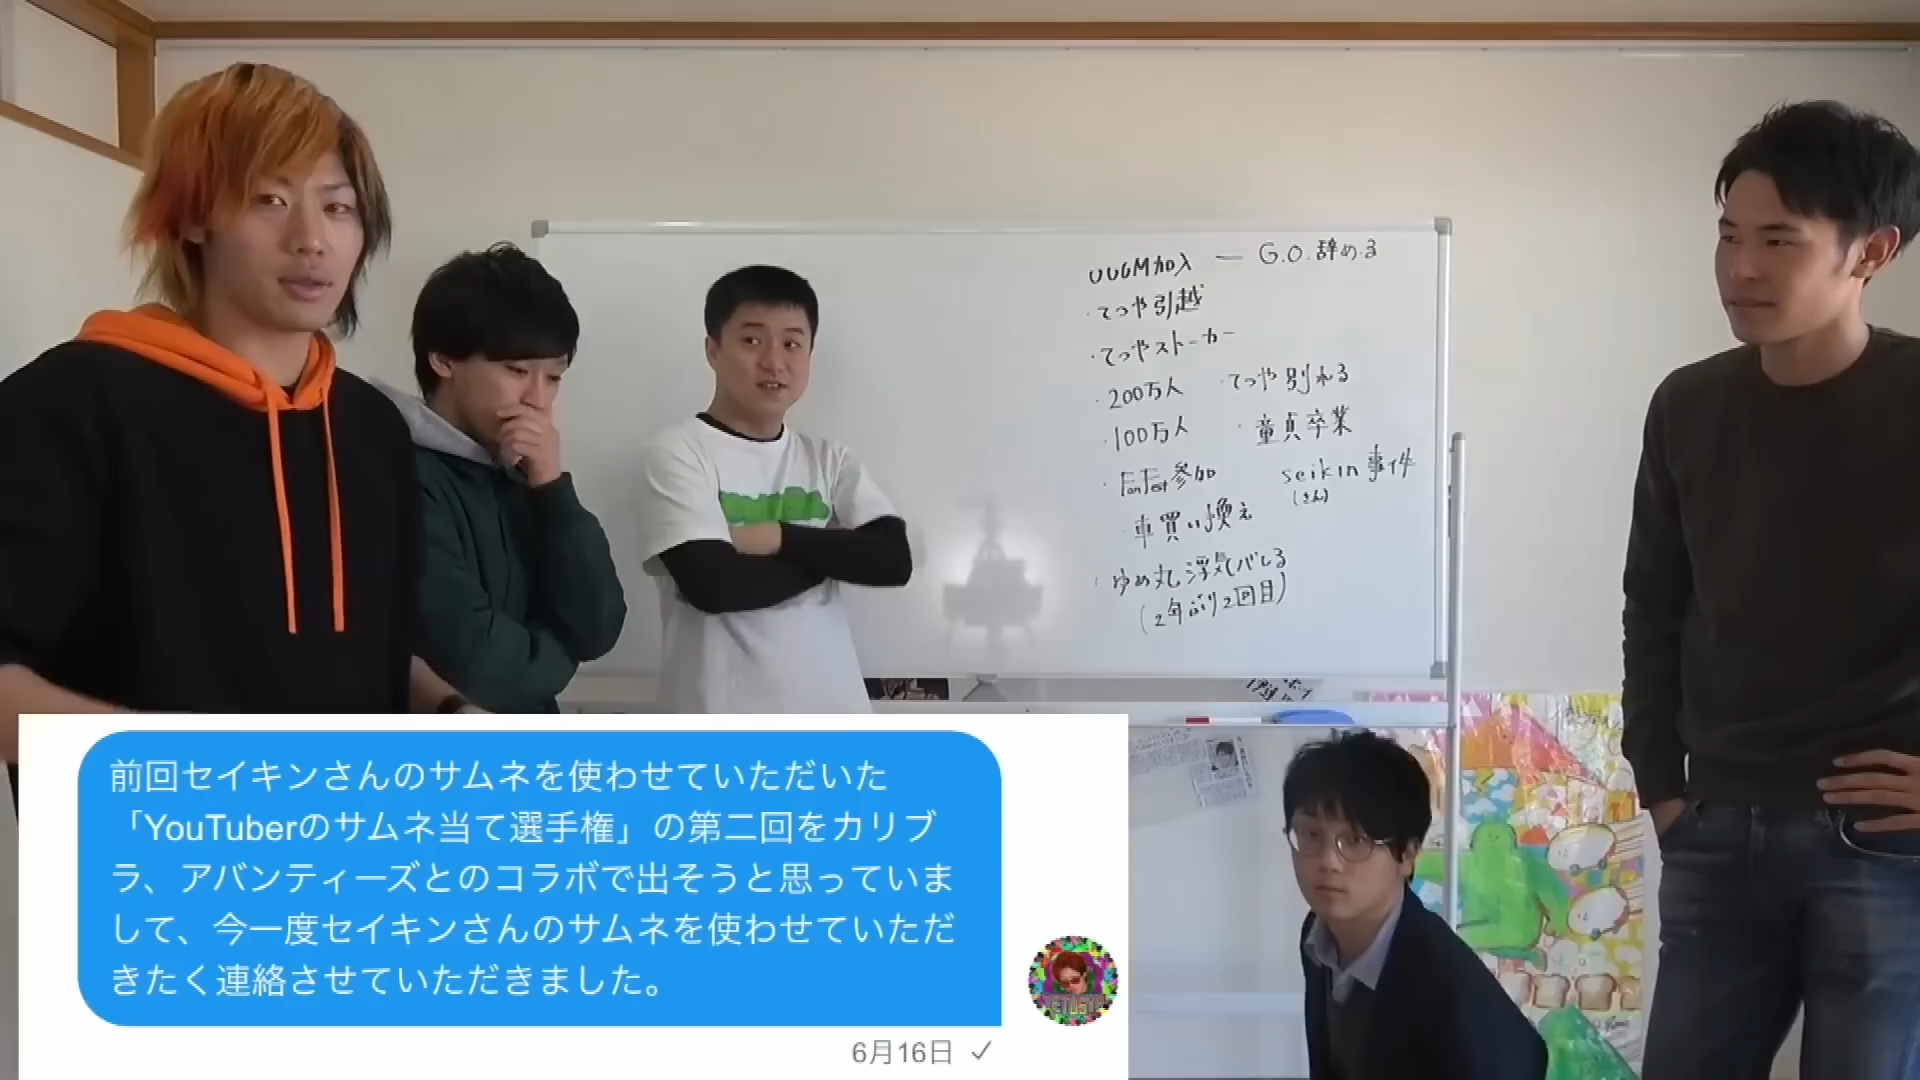 UUUM加入 ー G.O.辞める
・てつや引越
・てつやストーカー
・200万人 ・てつや別れる
・100万人 ・童貞卒業
・FanFest参加 seikin事件
(さん)
・車買い換え
・ゆめ丸浮気バレる
(2年ぶり2回目)
前回セイキンさんのサムネを使わせていただいた
「YouTuberのサムネ当て選手権」の第二回をカリブ
ラ、アバンティーズとのコラボで出そうと思っていま
して、今一度セイキンさんのサムネを使わせていただ
きたく連絡させていただきました。
6月16日 ✓